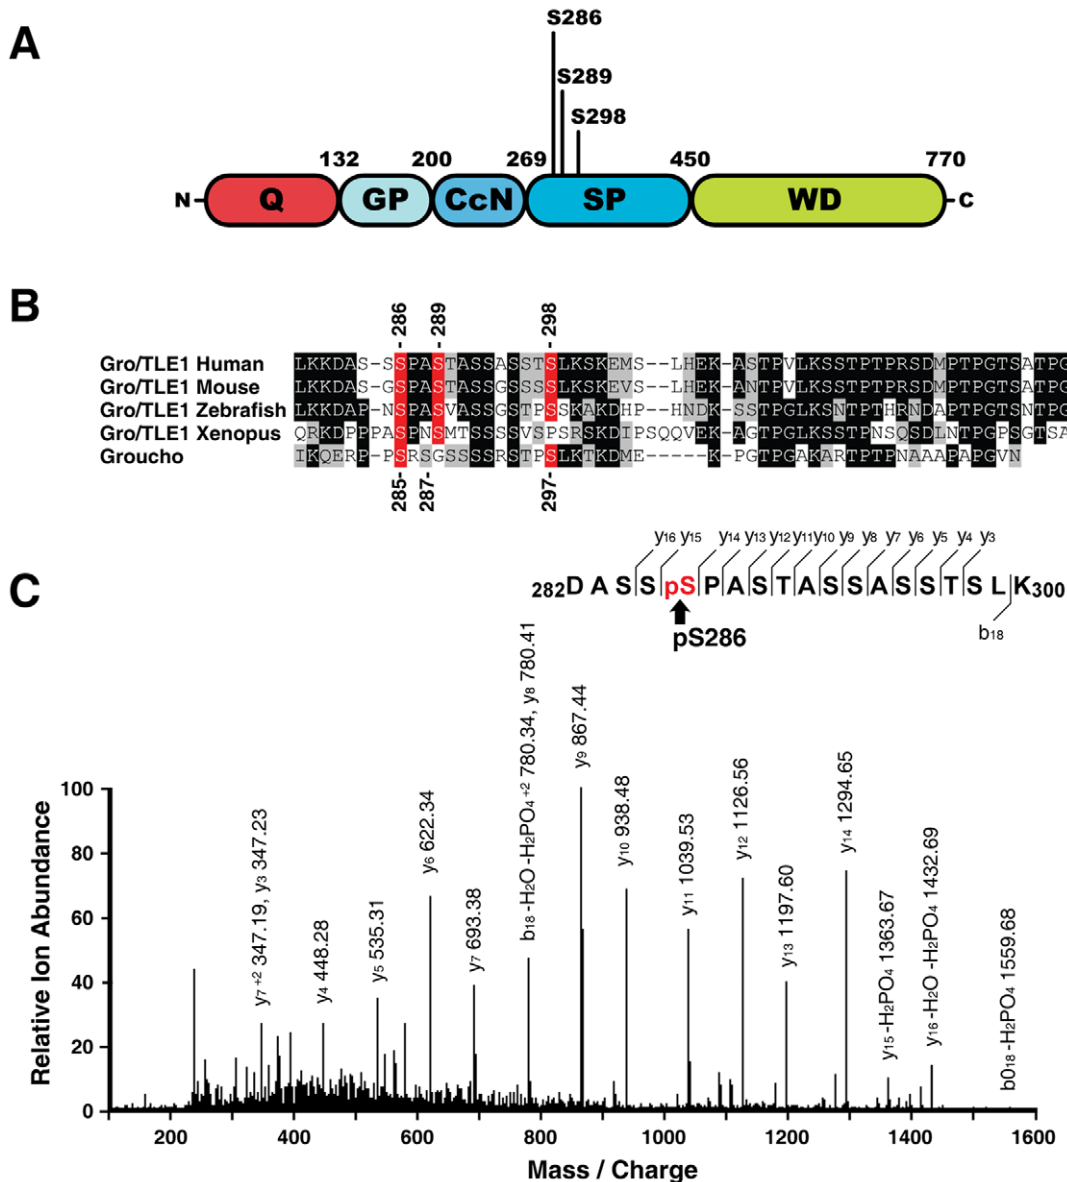 A
S286
S289
S298
132 200 269 450 770
N Q GP CcN SP WD C
B
286 289 298
Gro/TLE1 Human LKKDAS-SSPASTASSASSTSLKSKEMS--LHEK-ASTPVLKSSTPTPRSDMPTPGTSATPG
Gro/TLE1 Mouse LKKDAS-GSPASTASSGSSSSLKSKEVS--LHEK-ANTPVLKSSTPTPRSDMPTPGTSATPG
Gro/TLE1 Zebrafish LKKDAP-NSPASVASSGSTPSSKAKDHP--HNDK-SSTPGLKSNTPTHRNDAPTPGTSNTPG
Gro/TLE1 Xenopus QRKDPPPASPNSMTSSSSVSPSRSKDIPSQQVEK-AGTPGLKSSTPNSQSDLNTPGPSGTSA
Groucho IKQERP-PSRSGSSSSRSTPSLKTKDME-----K-PGTPGAKARTPTPNAAAPAPGVN
285- 287- 297-
y16 y15 y14 y13 y12 y11 y10 y9 y8 y7 y6 y5 y4 y3
C
282 D A S S pS P A S T A S S A S S T S L K 300
pS286
b18
Relative Ion Abundance
100
80
60
40
20
0
y7 +2 347.19, y3 347.23
y4 448.28
y5 535.31
y6 622.34
y7 693.38
b18 -H2O -H2PO4 +2 780.34, y8 780.41
y9 867.44
y10 938.48
y11 1039.53
y12 1126.56
y13 1197.60
y14 1294.65
y15 -H2PO4 1363.67
y16 -H2O -H2PO4 1432.69
b018 -H2PO4 1559.68
200 400 600 800 1000 1200 1400 1600
Mass / Charge